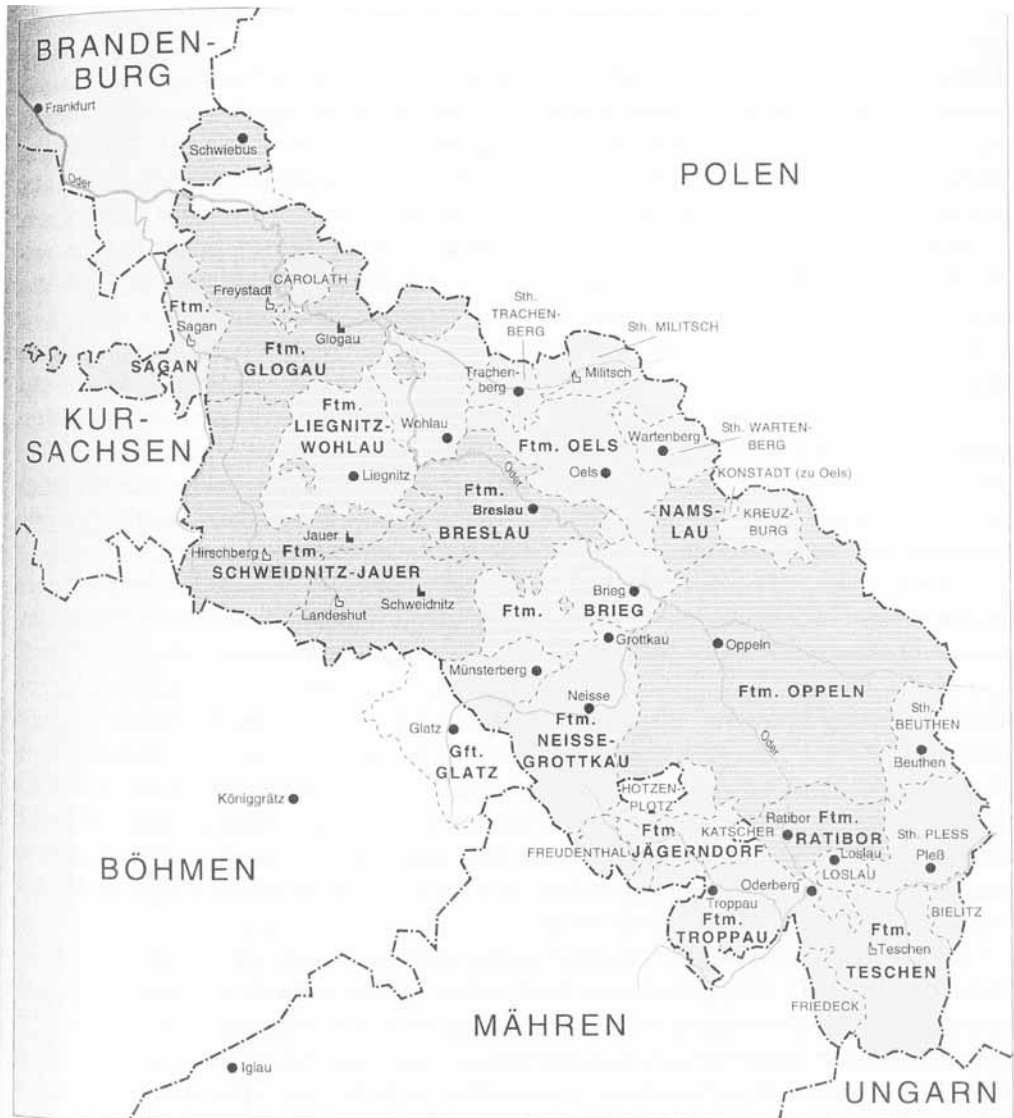 BRANDEN-
BURG
Frankfurt
Schwiebus
Oder
POLEN
CAROLATH
Freystadt
Ftm.
Sagan
SAGAN
Glogau
Ftm.
GLOGAU
Sth.
TRACHEN-
BERG
Sth. MILITSCH
Trachen-
berg
Militsch
KUR-
SACHSEN
Ftm.
LIEGNITZ-
WOHLAU
Wohlau
Liegnitz
Ftm. OELS
Oder
Oels
Wartenberg
Sth. WARTEN-
BERG
KONSTADT (zu Oels)
Ftm.
Breslau
BRESLAU
NAMS-
LAU
KREUZ-
BURG
Jauer
Hirschberg
Ftm.
SCHWEIDNITZ-JAUER
Landeshut
Schweidnitz
Brieg
Ftm. BRIEG
Grottkau
Oppeln
Münsterberg
Neisse
Ftm. OPPELN
Ftm.
NEISSE-
GROTTKAU
Glatz
Gft.
GLATZ
Oder
Sth.
BEUTHEN
Beuthen
Königgrätz
HOTZEN-
PLOTZ
Ratibor
Ftm.
RATIBOR
KATSCHER
Ftm
JÄGERNDORF
FREUDENTHAL
Sth. PLESS
Pleß
Loslau
LOSLAU
BÖHMEN
Oderberg
Troppau
Ftm.
TROPPAU
BIELITZ
Ftm.
Teschen
TESCHEN
FRIEDECK
MÄHREN
Iglau
UNGARN